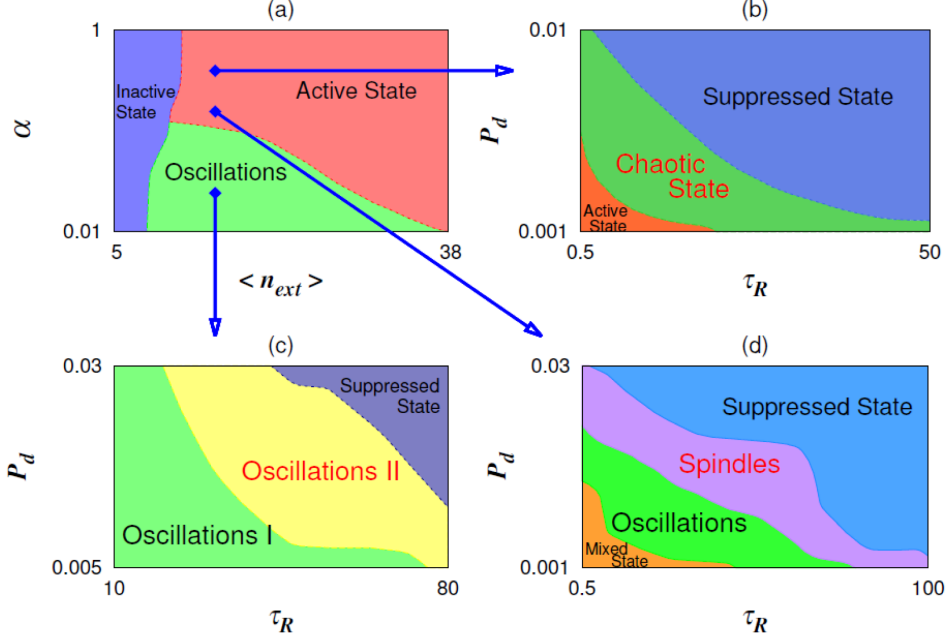 (a)
1
Inactive
State
Active State
α
Oscillations
0.01
5
38
< n_ext >
(b)
0.01
Suppressed State
P_d
Chaotic
State
Active
State
0.001
0.5
50
τ_R
(c)
0.03
Suppressed
State
P_d
Oscillations II
Oscillations I
0.005
10
80
τ_R
(d)
0.03
Suppressed State
P_d
Spindles
Oscillations
Mixed
State
0.001
0.5
100
τ_R